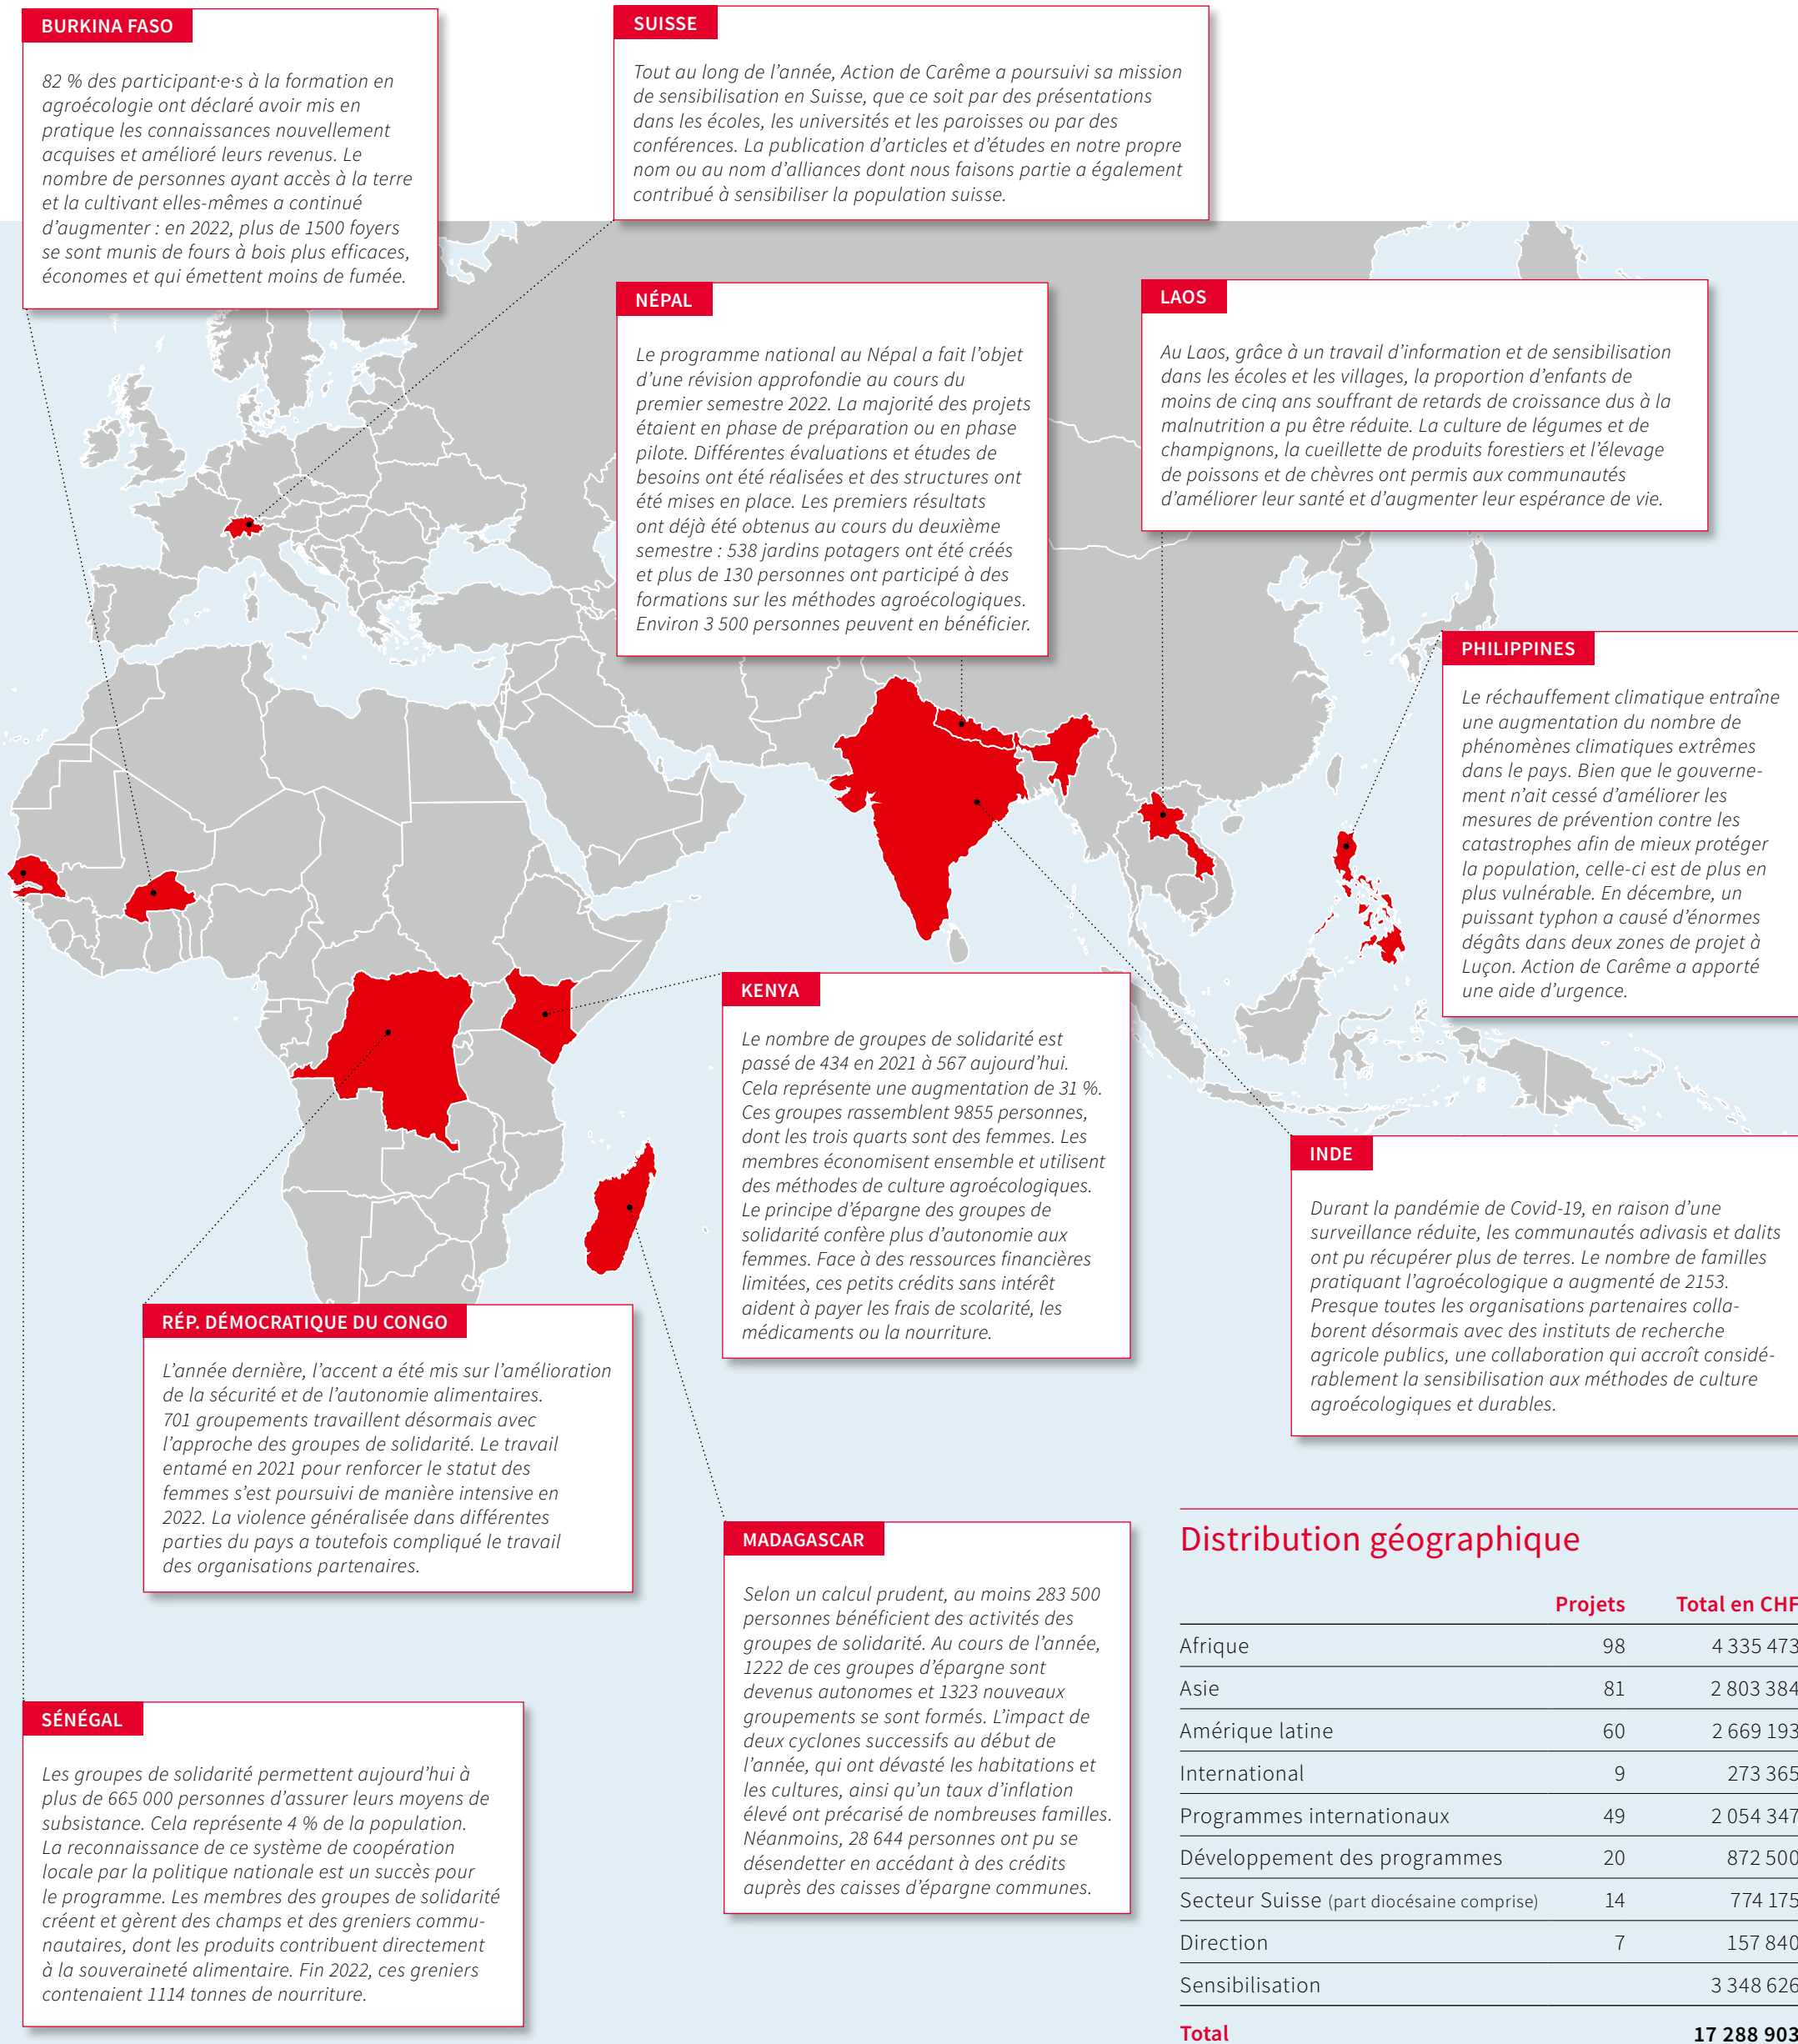 BURKINA FASO
82 % des participant·e·s à la formation en
agroécologie ont déclaré avoir mis en
pratique les connaissances nouvellement
acquises et amélioré leurs revenus. Le
nombre de personnes ayant accès à la terre
et la cultivant elles-mêmes a continué
d’augmenter : en 2022, plus de 1500 foyers
se sont munis de fours à bois plus efficaces,
économes et qui émettent moins de fumée.
SUISSE
Tout au long de l’année, Action de Carême a poursuivi sa mission
de sensibilisation en Suisse, que ce soit par des présentations
dans les écoles, les universités et les paroisses ou par des
conférences. La publication d’articles et d’études en notre propre
nom ou au nom d’alliances dont nous faisons partie a également
contribué à sensibiliser la population suisse.
NÉPAL
Le programme national au Népal a fait l’objet
d’une révision approfondie au cours du
premier semestre 2022. La majorité des projets
étaient en phase de préparation ou en phase
pilote. Différentes évaluations et études de
besoins ont été réalisées et des structures ont
été mises en place. Les premiers résultats
ont déjà été obtenus au cours du deuxième
semestre : 538 jardins potagers ont été créés
et plus de 130 personnes ont participé à des
formations sur les méthodes agroécologiques.
Environ 3 500 personnes peuvent en bénéficier.
LAOS
Au Laos, grâce à un travail d’information et de sensibilisation
dans les écoles et les villages, la proportion d’enfants de
moins de cinq ans souffrant de retards de croissance dus à la
malnutrition a pu être réduite. La culture de légumes et de
champignons, la cueillette de produits forestiers et l’élevage
de poissons et de chèvres ont permis aux communautés
d’améliorer leur santé et d’augmenter leur espérance de vie.
PHILIPPINES
Le réchauffement climatique entraîne
une augmentation du nombre de
phénomènes climatiques extrêmes
dans le pays. Bien que le gouverne-
ment n’ait cessé d’améliorer les
mesures de prévention contre les
catastrophes afin de mieux protéger
la population, celle-ci est de plus en
plus vulnérable. En décembre, un
puissant typhon a causé d’énormes
dégâts dans deux zones de projet à
Luçon. Action de Carême a apporté
une aide d’urgence.
KENYA
Le nombre de groupes de solidarité est
passé de 434 en 2021 à 567 aujourd’hui.
Cela représente une augmentation de 31 %.
Ces groupes rassemblent 9855 personnes,
dont les trois quarts sont des femmes. Les
membres économisent ensemble et utilisent
des méthodes de culture agroécologiques.
Le principe d’épargne des groupes de
solidarité confère plus d’autonomie aux
femmes. Face à des ressources financières
limitées, ces petits crédits sans intérêt
aident à payer les frais de scolarité, les
médicaments ou la nourriture.
INDE
Durant la pandémie de Covid-19, en raison d’une
surveillance réduite, les communautés adivasis et dalits
ont pu récupérer plus de terres. Le nombre de familles
pratiquant l’agroécologique a augmenté de 2153.
Presque toutes les organisations partenaires colla-
borent désormais avec des instituts de recherche
agricole publics, une collaboration qui accroît considé-
rablement la sensibilisation aux méthodes de culture
agroécologiques et durables.
RÉP. DÉMOCRATIQUE DU CONGO
L’année dernière, l’accent a été mis sur l’amélioration
de la sécurité et de l’autonomie alimentaires.
701 groupements travaillent désormais avec
l’approche des groupes de solidarité. Le travail
entamé en 2021 pour renforcer le statut des
femmes s’est poursuivi de manière intensive en
2022. La violence généralisée dans différentes
parties du pays a toutefois compliqué le travail
des organisations partenaires.
MADAGASCAR
Selon un calcul prudent, au moins 283 500
personnes bénéficient des activités des
groupes de solidarité. Au cours de l’année,
1222 de ces groupes d’épargne sont
devenus autonomes et 1323 nouveaux
groupements se sont formés. L’impact de
deux cyclones successifs au début de
l’année, qui ont dévasté les habitations et
les cultures, ainsi qu’un taux d’inflation
élevé ont précarisé de nombreuses familles.
Néanmoins, 28 644 personnes ont pu se
désendetter en accédant à des crédits
auprès des caisses d’épargne communes.
SÉNÉGAL
Les groupes de solidarité permettent aujourd’hui à
plus de 665 000 personnes d’assurer leurs moyens de
subsistance. Cela représente 4 % de la population.
La reconnaissance de ce système de coopération
locale par la politique nationale est un succès pour
le programme. Les membres des groupes de solidarité
créent et gèrent des champs et des greniers commu-
nautaires, dont les produits contribuent directement
à la souveraineté alimentaire. Fin 2022, ces greniers
contenaient 1114 tonnes de nourriture.
Distribution géographique
Projets Total en CHF
Afrique 98 4 335 473
Asie 81 2 803 384
Amérique latine 60 2 669 193
International 9 273 365
Programmes internationaux 49 2 054 347
Développement des programmes 20 872 500
Secteur Suisse (part diocésaine comprise) 14 774 175
Direction 7 157 840
Sensibilisation 3 348 626
Total 17 288 903